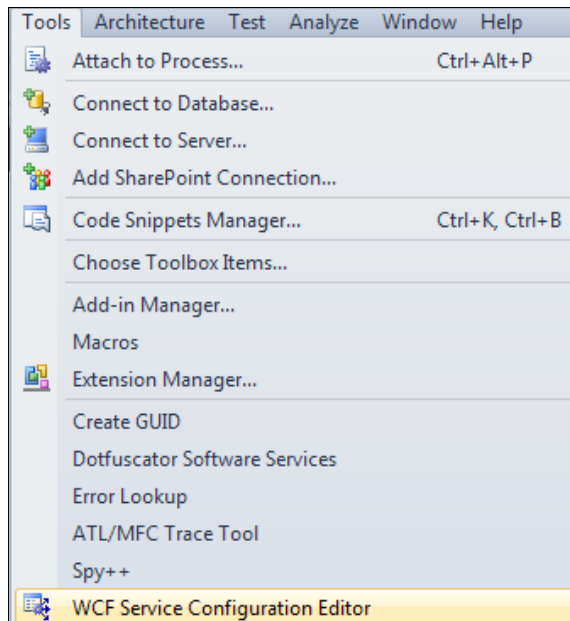 Tools Architecture Test Analyze Window Help
Attach to Process... Ctrl+Alt+P
Connect to Database...
Connect to Server...
Add SharePoint Connection...
Code Snippets Manager... Ctrl+K, Ctrl+B
Choose Toolbox Items...
Add-in Manager...
Macros
Extension Manager...
Create GUID
Dotfuscator Software Services
Error Lookup
ATL/MFC Trace Tool
Spy++
WCF Service Configuration Editor